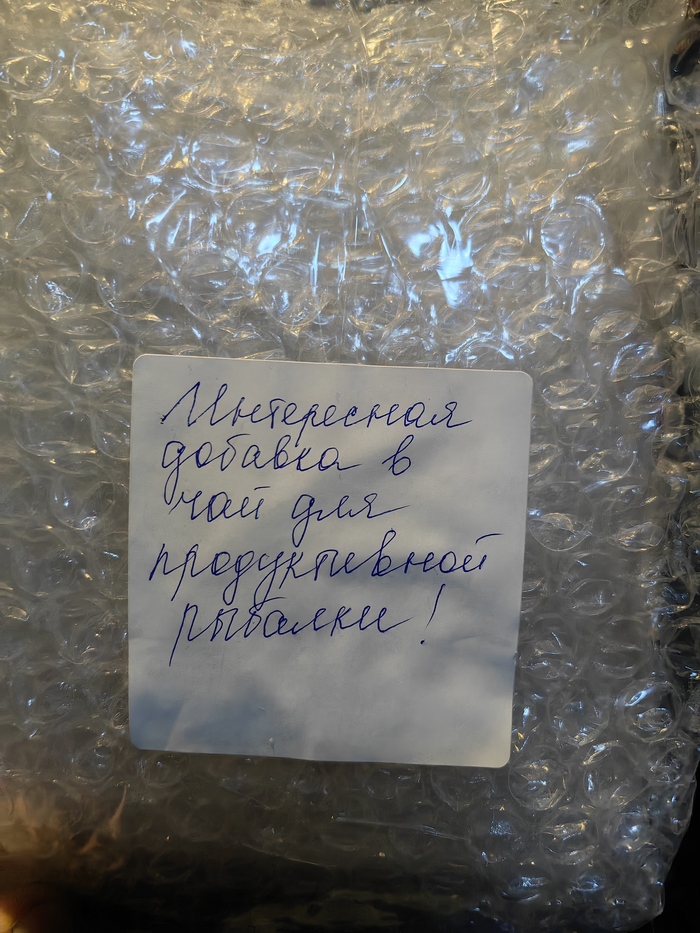 Интересная
добавка в
чай для
продуктивной
рыбалки!